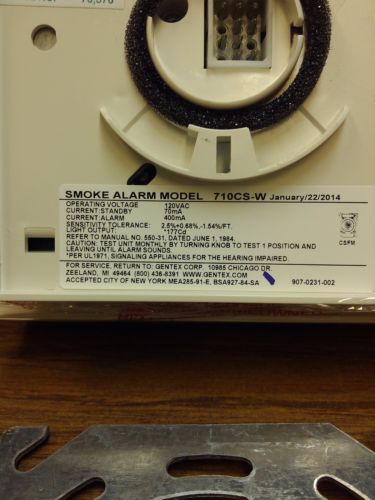 SMOKE ALARM MODEL 710CS-W January/22/2014
OPERATING VOLTAGE 120VAC
CURRENT:STANDBY 70mA
CURRENT:ALARM 400mA
SENSITIVITY TOLERANCE: 2.5%+0.68%,-1.54%/FT.
LIGHT OUTPUT: *177Cd
REFER TO MANUAL NO. 550-31, DATED JUNE 1, 1984.
CAUTION: TEST UNIT MONTHLY BY TURNING KNOB TO TEST 1 POSITION AND
LEAVING UNTIL ALARM SOUNDS.
*PER UL1971, SIGNALING APPLIANCES FOR THE HEARING IMPAIRED.
CSFM
FOR SERVICE, RETURN TO: GENTEX CORP. 10985 CHICAGO DR.
ZEELAND, MI 49464 (800) 436-8391 WWW.GENTEX.COM
ACCEPTED CITY OF NEW YORK MEA285-91-E, BSA927-84-SA 907-0231-002